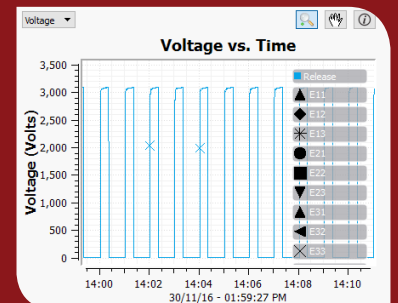 Voltage
Voltage vs. Time
Voltage (Volts)
3,500
3,000
2,500
2,000
1,500
1,000
500
0
Release
E11
E12
E13
E21
E22
E23
E31
E32
E33
14:00 14:02 14:04 14:06 14:08 14:10
30/11/16 - 01:59:27 PM